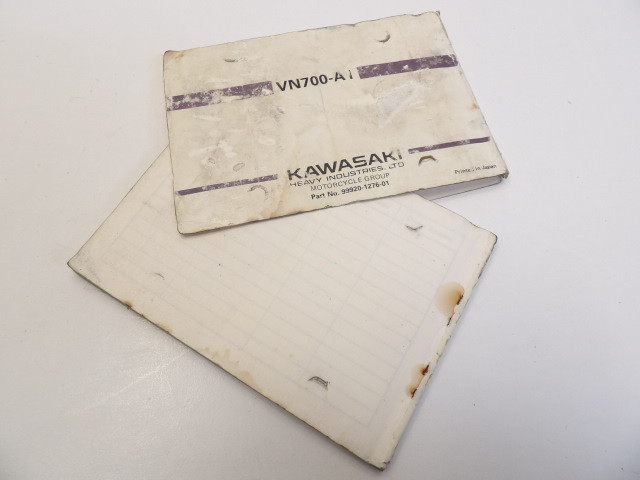 VN700-A1
KAWASAKI
HEAVY INDUSTRIES, LTD
MOTORCYCLE GROUP
Part No. 99920-1276-01
Printed in Japan